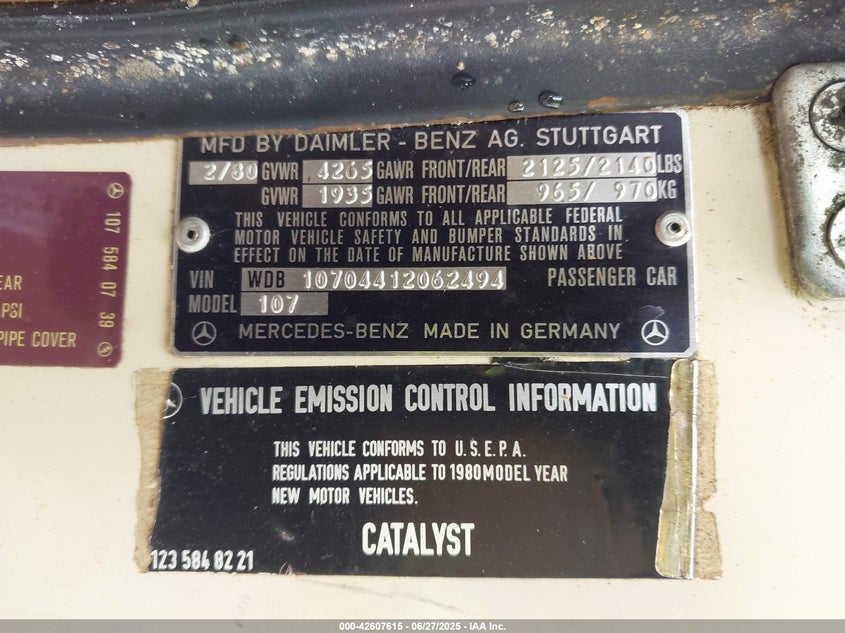 MFD BY DAIMLER - BENZ AG. STUTTGART
2/80 GVWR 4265 GAWR FRONT/REAR 2125/2140 LBS
GVWR 1935 GAWR FRONT/REAR 965/ 970 KG
THIS VEHICLE CONFORMS TO ALL APPLICABLE FEDERAL
MOTOR VEHICLE SAFETY AND BUMPER STANDARDS IN
EFFECT ON THE DATE OF MANUFACTURE SHOWN ABOVE
VIN WDB 10704412062494 PASSENGER CAR
MODEL 107
MERCEDES-BENZ MADE IN GERMANY
107 584 07 39
EAR
PSI
PIPE COVER
VEHICLE EMISSION CONTROL INFORMATION
THIS VEHICLE CONFORMS TO U.S.E.P.A.
REGULATIONS APPLICABLE TO 1980 MODEL YEAR
NEW MOTOR VEHICLES.
CATALYST
123 584 82 21
000-42607615 - 06/27/2025 - IAA Inc.